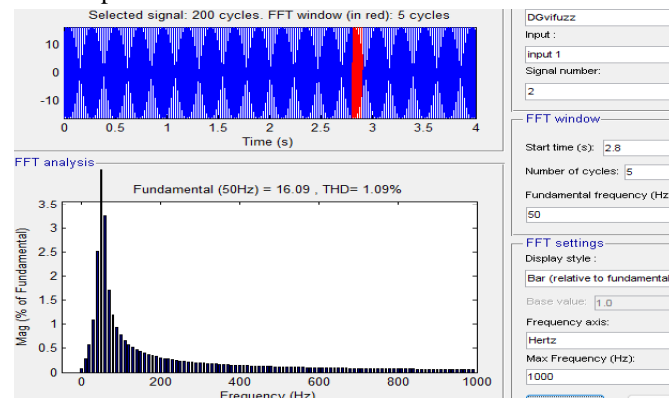 Selected signal: 200 cycles. FFT window (in red): 5 cycles
10
0
-10
0 0.5 1 1.5 2 2.5 3 3.5 4
Time (s)
FFT analysis
Fundamental (50Hz) = 16.09 , THD= 1.09%
3.5
3
2.5
2
1.5
1
0.5
0
Mag (% of Fundamental)
0 200 400 600 800 1000
Frequency (Hz)
DGvifuzz
Input :
input 1
Signal number:
2
FFT window
Start time (s): 2.8
Number of cycles: 5
Fundamental frequency (Hz
50
FFT settings
Display style :
Bar (relative to fundamental
Base value: 1.0
Frequency axis:
Hertz
Max Frequency (Hz):
1000